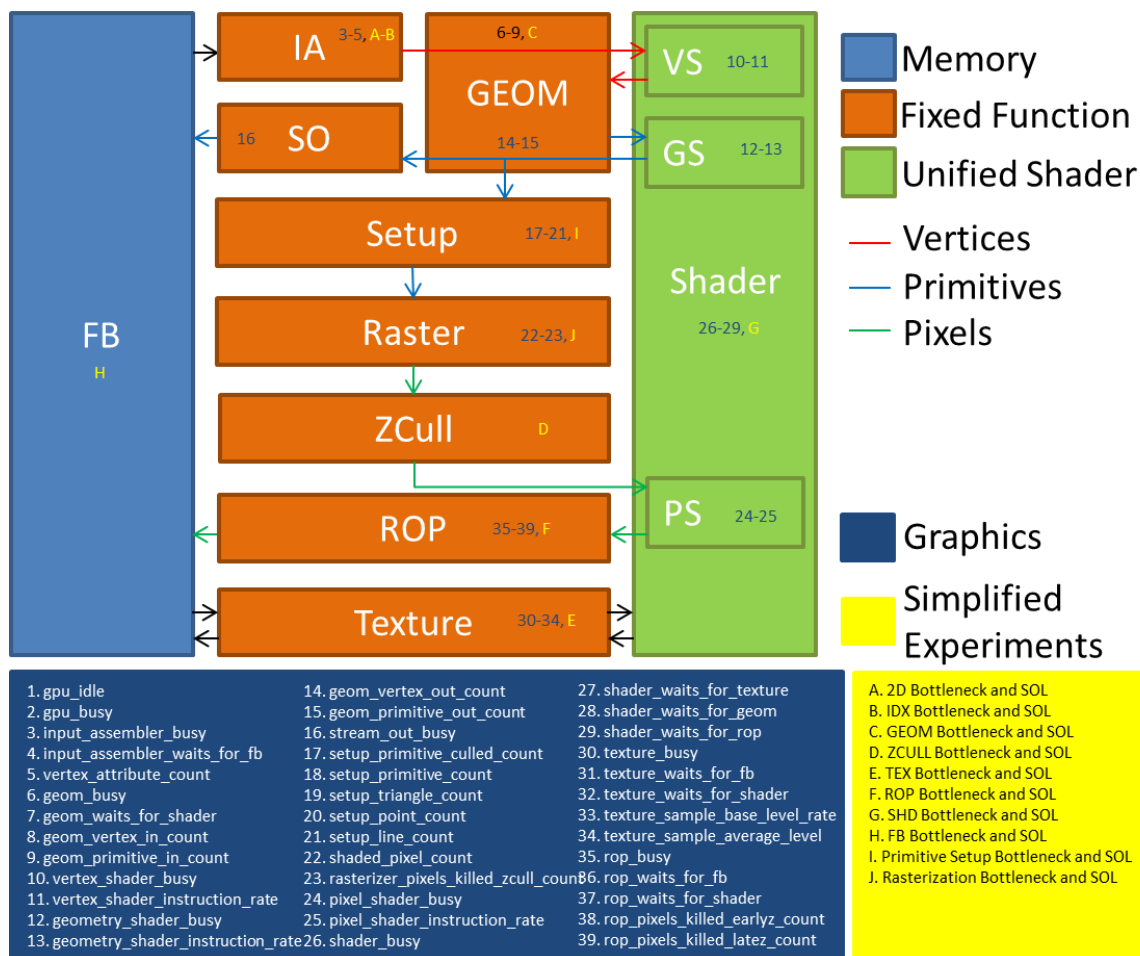 IA
3-5, A-B
6-9, C
GEOM
14-15
VS
10-11
16
SO
GS
12-13
Setup
17-21, I
Shader
26-29, G
FB
H
Raster
22-23, J
ZCull
D
ROP
35-39, F
PS
24-25
Texture
30-34, E
Memory
Fixed Function
Unified Shader
Vertices
Primitives
Pixels
Graphics
Simplified
Experiments
1. gpu_idle
2. gpu_busy
3. input_assembler_busy
4. input_assembler_waits_for_fb
5. vertex_attribute_count
6. geom_busy
7. geom_waits_for_shader
8. geom_vertex_in_count
9. geom_primitive_in_count
10. vertex_shader_busy
11. vertex_shader_instruction_rate
12. geometry_shader_busy
13. geometry_shader_instruction_rate
14. geom_vertex_out_count
15. geom_primitive_out_count
16. stream_out_busy
17. setup_primitive_culled_count
18. setup_primitive_count
19. setup_triangle_count
20. setup_point_count
21. setup_line_count
22. shaded_pixel_count
23. rasterizer_pixels_killed_zcull_count
24. pixel_shader_busy
25. pixel_shader_instruction_rate
26. shader_busy
27. shader_waits_for_texture
28. shader_waits_for_geom
29. shader_waits_for_rop
30. texture_busy
31. texture_waits_for_fb
32. texture_waits_for_shader
33. texture_sample_base_level_rate
34. texture_sample_average_level
35. rop_busy
36. rop_waits_for_fb
37. rop_waits_for_shader
38. rop_pixels_killed_earlyz_count
39. rop_pixels_killed_latez_count
A. 2D Bottleneck and SOL
B. IDX Bottleneck and SOL
C. GEOM Bottleneck and SOL
D. ZCULL Bottleneck and SOL
E. TEX Bottleneck and SOL
F. ROP Bottleneck and SOL
G. SHD Bottleneck and SOL
H. FB Bottleneck and SOL
I. Primitive Setup Bottleneck and SOL
J. Rasterization Bottleneck and SOL